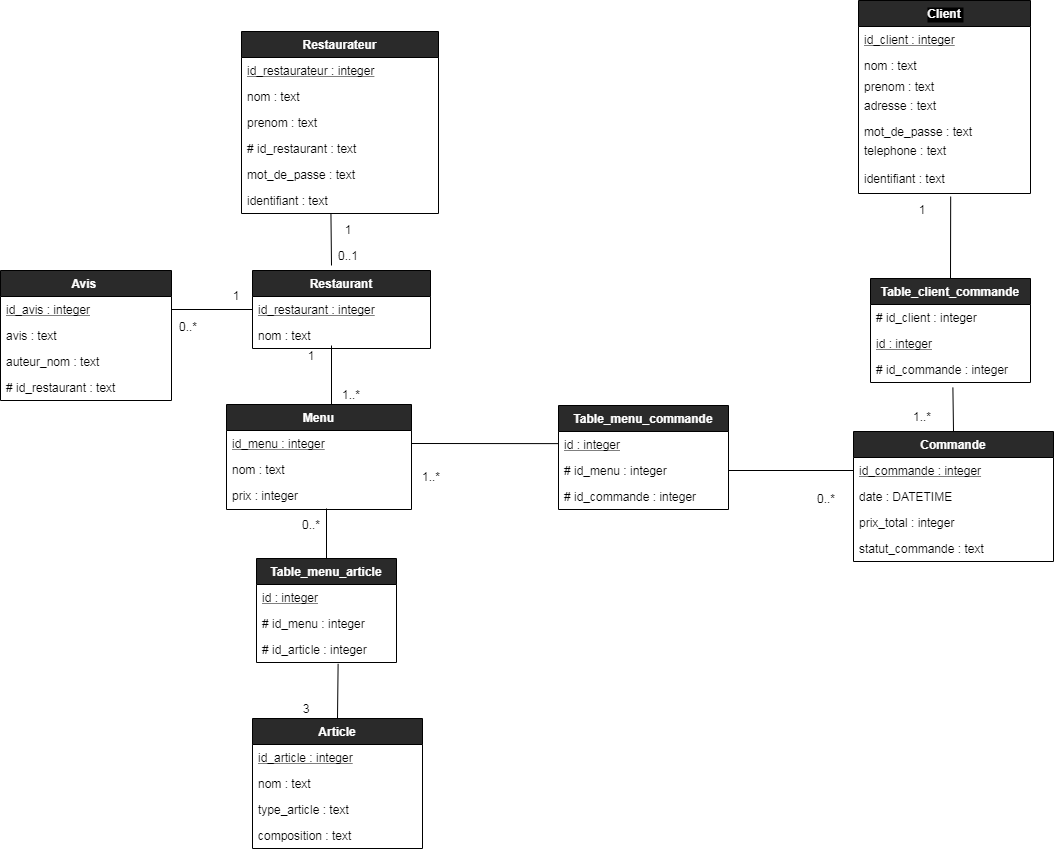 Restaurateur
id_restaurateur : integer
nom : text
prenom : text
# id_restaurant : text
mot_de_passe : text
identifiant : text
1
0..1
Client
id_client : integer
nom : text
prenom : text
adresse : text
mot_de_passe : text
telephone : text
identifiant : text
1
Avis
id_avis : integer
avis : text
auteur_nom : text
# id_restaurant : text
1
0..*
Restaurant
id_restaurant : integer
nom : text
1
1..*
Table_client_commande
# id_client : integer
id : integer
# id_commande : integer
1..*
Menu
id_menu : integer
nom : text
prix : integer
1..*
0..*
Table_menu_commande
id : integer
# id_menu : integer
# id_commande : integer
0..*
Commande
id_commande : integer
date : DATETIME
prix_total : integer
statut_commande : text
Table_menu_article
id : integer
# id_menu : integer
# id_article : integer
3
Article
id_article : integer
nom : text
type_article : text
composition : text